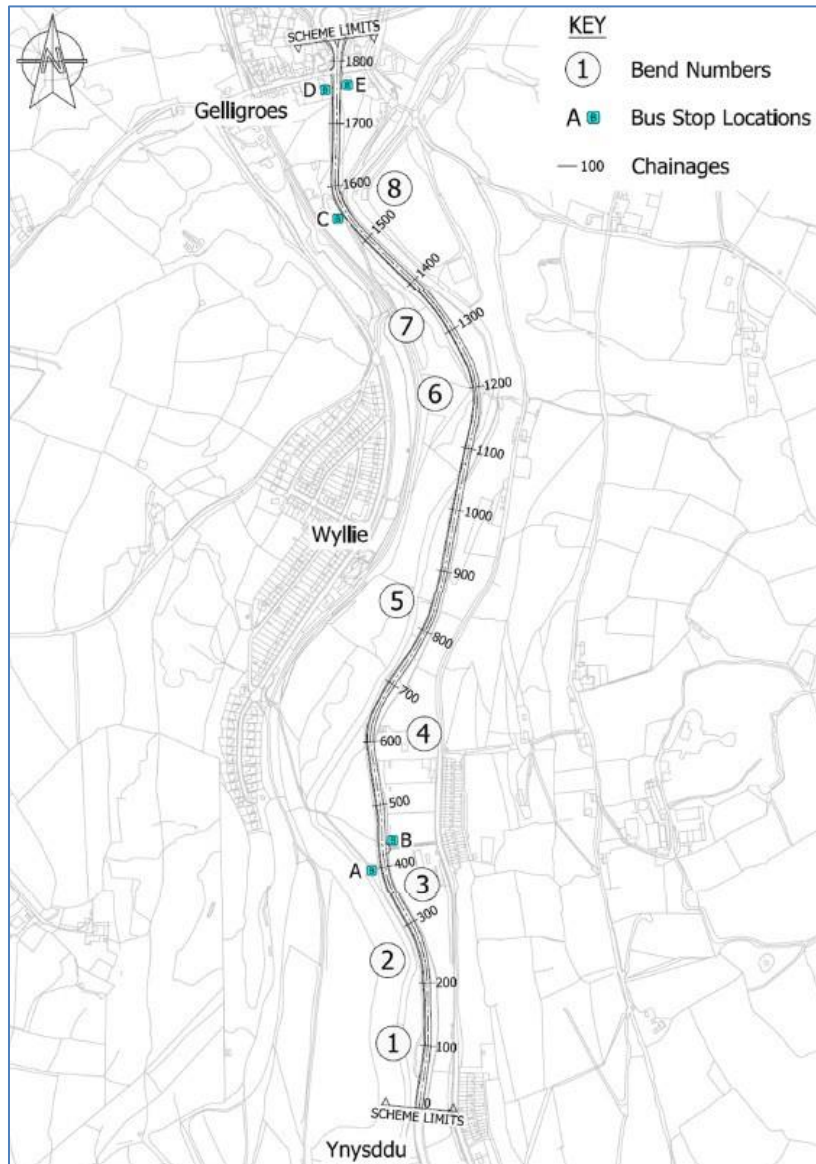 SCHEME LIMITS
KEY
1 Bend Numbers
A B Bus Stop Locations
100 Chainages
1800
D B B E
Gelligroes
1700
1600
8
C B
1500
1400
7
1300
6
1200
1100
Wyllie
1000
900
5
800
700
4
600
500
B B
A B
400
3
300
2
200
1
100
0
SCHEME LIMITS
Ynysddu